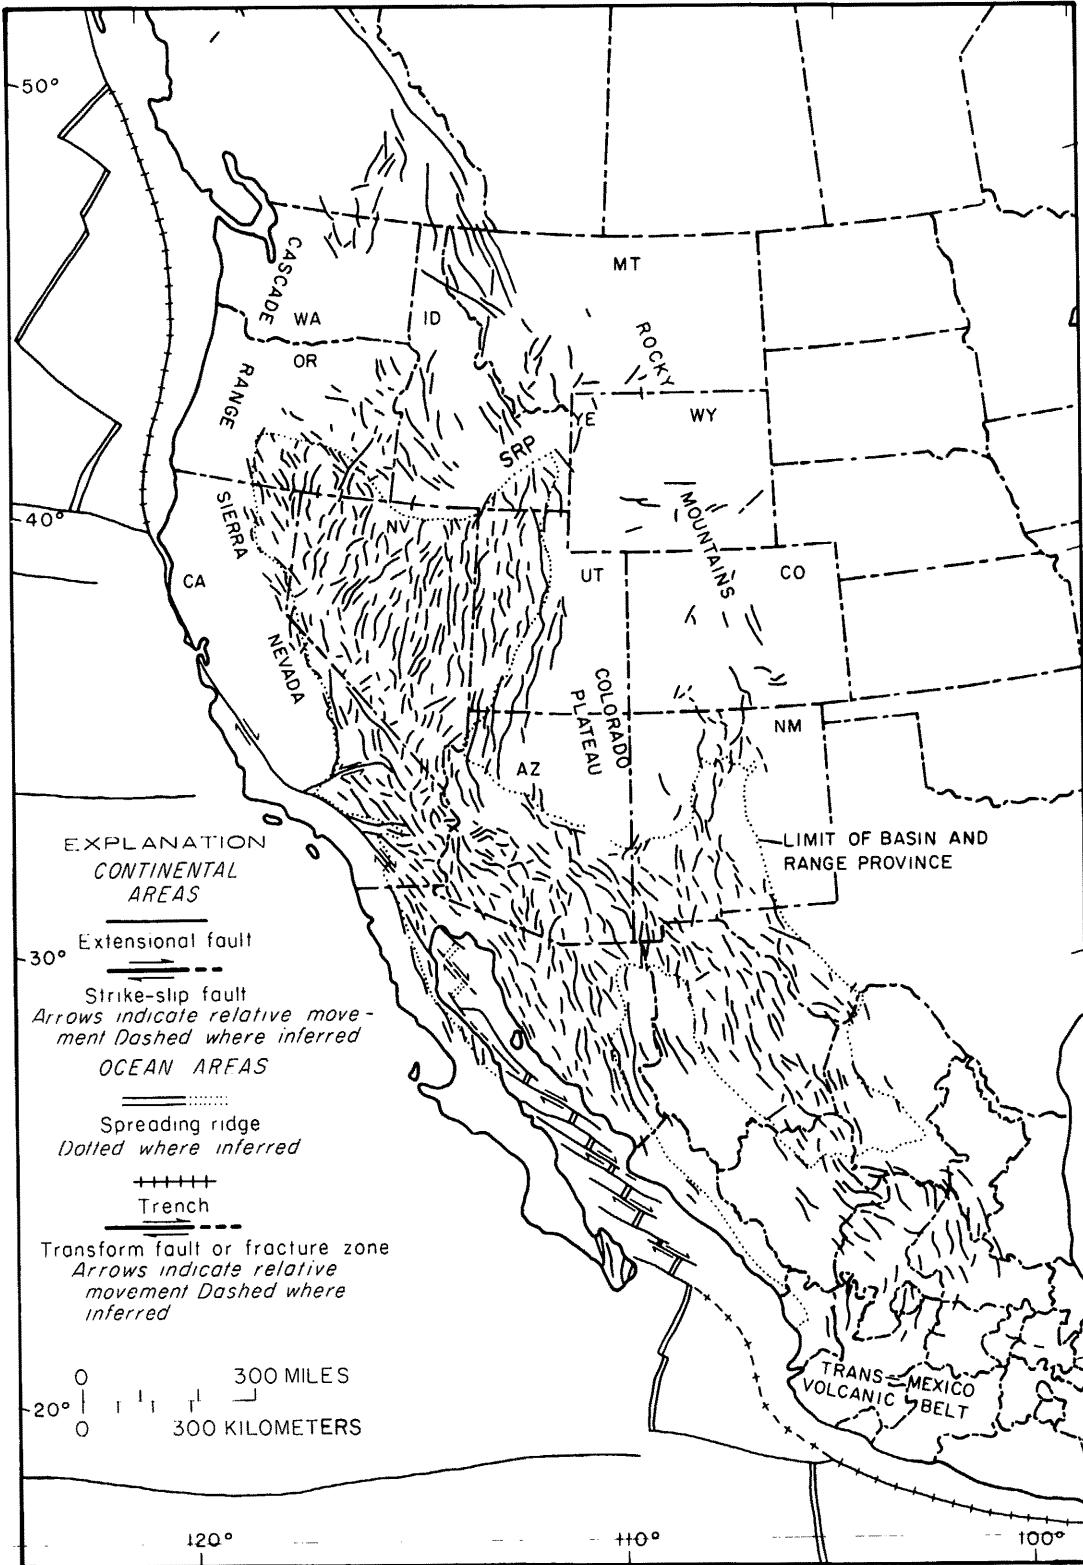 50°
CASCADE
RANGE
WA
OR
ID
MT
ROCKY
MOUNTAINS
YE
WY
SRP
40°
SIERRA
NEVADA
NV
CA
UT
CO
COLORADO
PLATEAU
AZ
NM
LIMIT OF BASIN AND
RANGE PROVINCE
EXPLANATION
CONTINENTAL
AREAS
Extensional fault
30°
Strike-slip fault
Arrows indicate relative move-
ment Dashed where inferred
OCEAN AREAS
Spreading ridge
Dotted where inferred
Trench
Transform fault or fracture zone
Arrows indicate relative
movement Dashed where
inferred
0 300 MILES
0 300 KILOMETERS
20°
TRANS-MEXICO
VOLCANIC BELT
120° 110° 100°